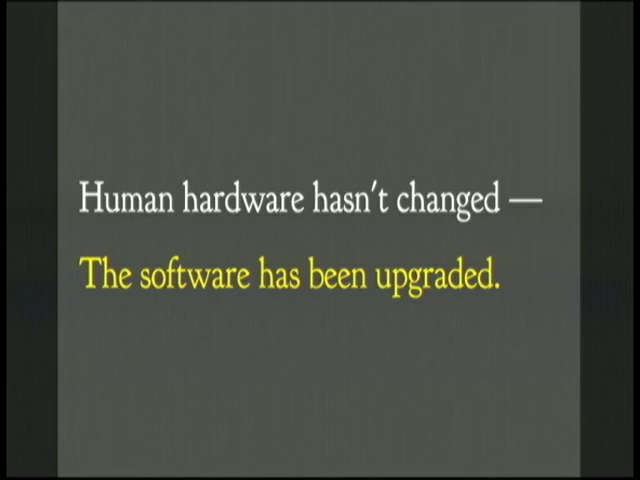 Human hardware hasn't changed —
The software has been upgraded.